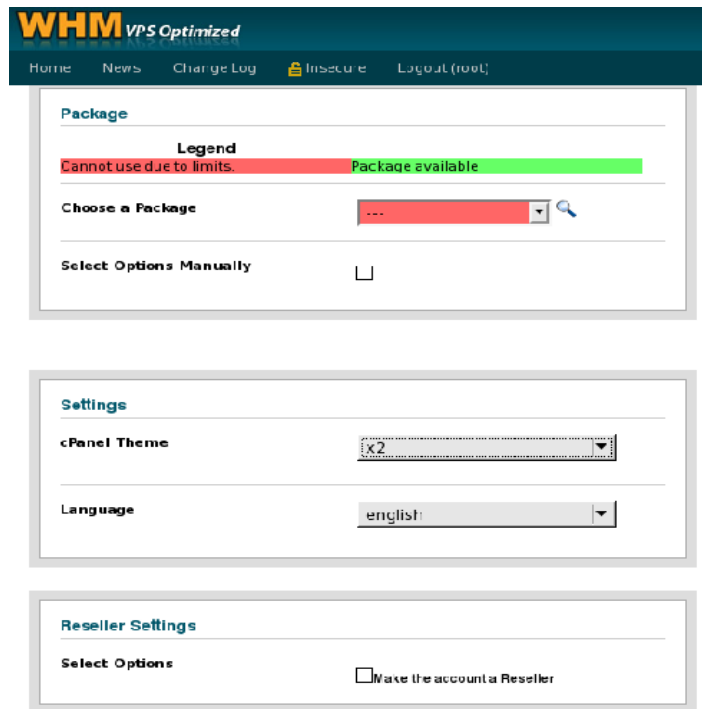 WHM VPS Optimized
Home News Change Log Insecure Logout (root)
Package
Legend
Cannot use due to limits. Package available
Choose a Package ---
Select Options Manually
Settings
cPanel Theme x2
Language english
Reseller Settings
Select Options Make the account a Reseller